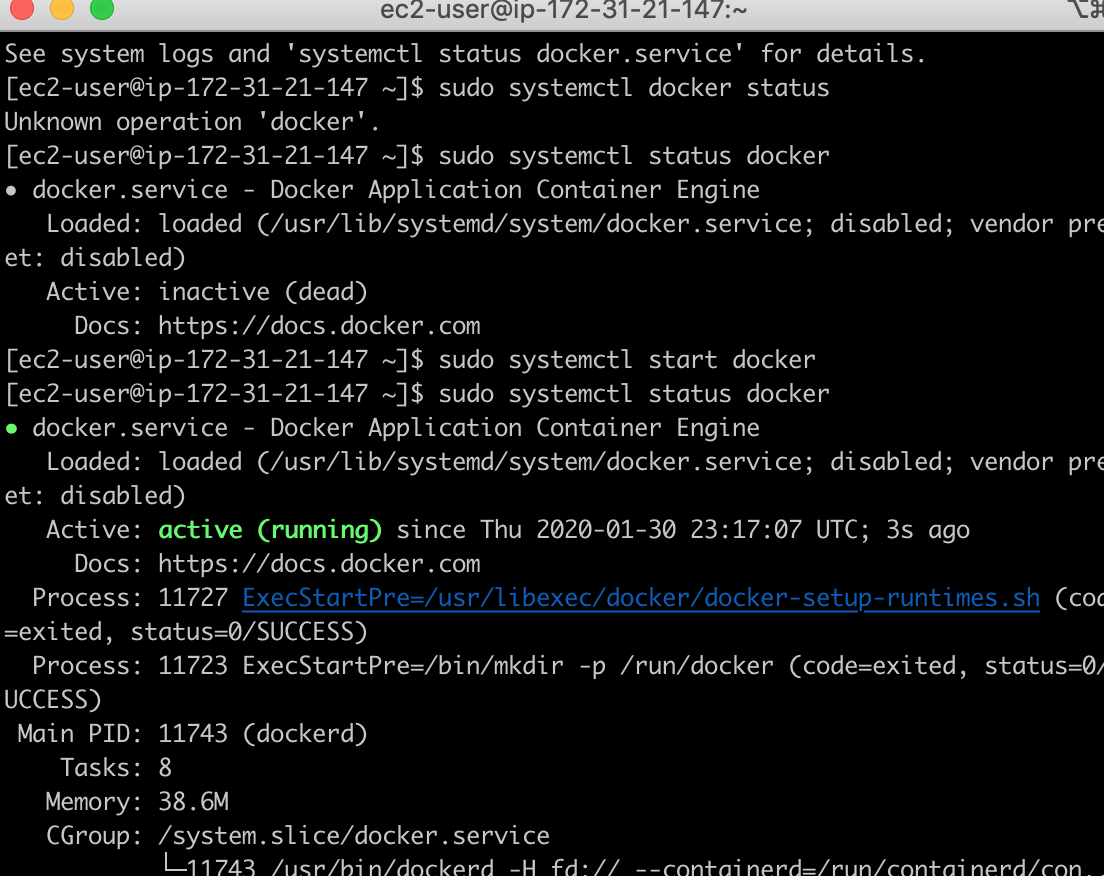 ec2-user@ip-172-31-21-147:~
See system logs and 'systemctl status docker.service' for details.
[ec2-user@ip-172-31-21-147 ~]$ sudo systemctl docker status
Unknown operation 'docker'.
[ec2-user@ip-172-31-21-147 ~]$ sudo systemctl status docker
● docker.service - Docker Application Container Engine
   Loaded: loaded (/usr/lib/systemd/system/docker.service; disabled; vendor pre
et: disabled)
   Active: inactive (dead)
     Docs: https://docs.docker.com
[ec2-user@ip-172-31-21-147 ~]$ sudo systemctl start docker
[ec2-user@ip-172-31-21-147 ~]$ sudo systemctl status docker
● docker.service - Docker Application Container Engine
   Loaded: loaded (/usr/lib/systemd/system/docker.service; disabled; vendor pre
et: disabled)
   Active: active (running) since Thu 2020-01-30 23:17:07 UTC; 3s ago
     Docs: https://docs.docker.com
  Process: 11727 ExecStartPre=/usr/libexec/docker/docker-setup-runtimes.sh (cod
=exited, status=0/SUCCESS)
  Process: 11723 ExecStartPre=/bin/mkdir -p /run/docker (code=exited, status=0/
UCCESS)
 Main PID: 11743 (dockerd)
    Tasks: 8
   Memory: 38.6M
   CGroup: /system.slice/docker.service
           └─11743 /usr/bin/dockerd -H fd:// --containerd=/run/containerd/con..